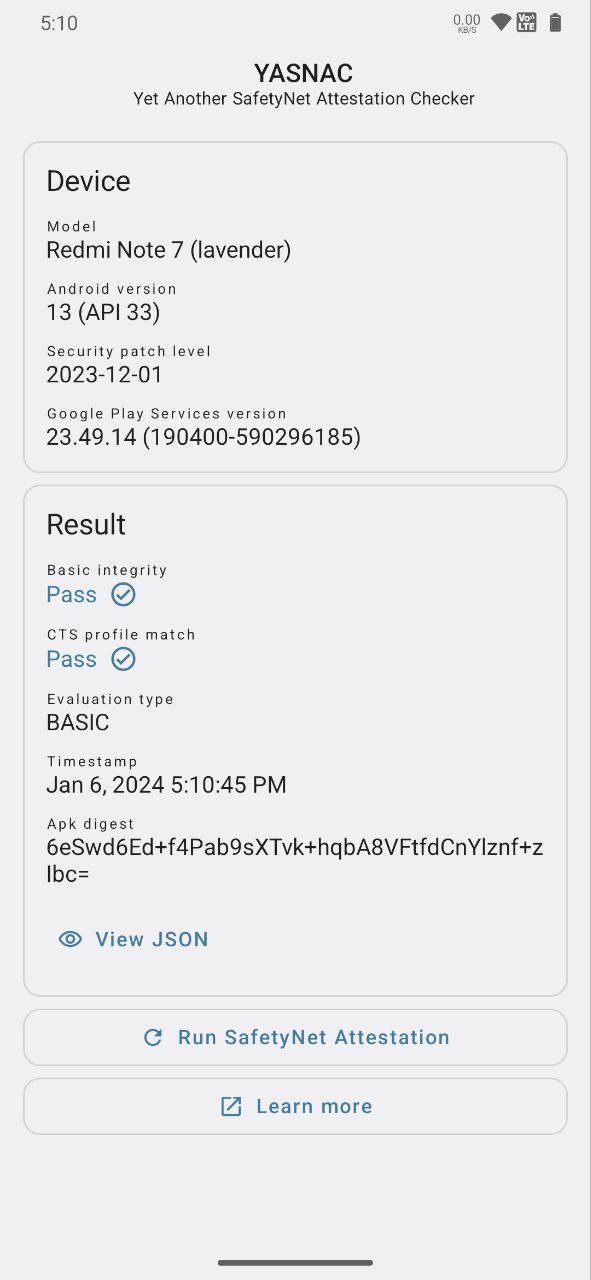 5:10
0.00
KB/S
Vo))
LTE
YASNAC
Yet Another SafetyNet Attestation Checker
Device
Model
Redmi Note 7 (lavender)
Android version
13 (API 33)
Security patch level
2023-12-01
Google Play Services version
23.49.14 (190400-590296185)
Result
Basic integrity
Pass
CTS profile match
Pass
Evaluation type
BASIC
Timestamp
Jan 6, 2024 5:10:45 PM
Apk digest
6eSwd6Ed+f4Pab9sXTvk+hqbA8VFtfdCnYlznf+z
lbc=
View JSON
Run SafetyNet Attestation
Learn more